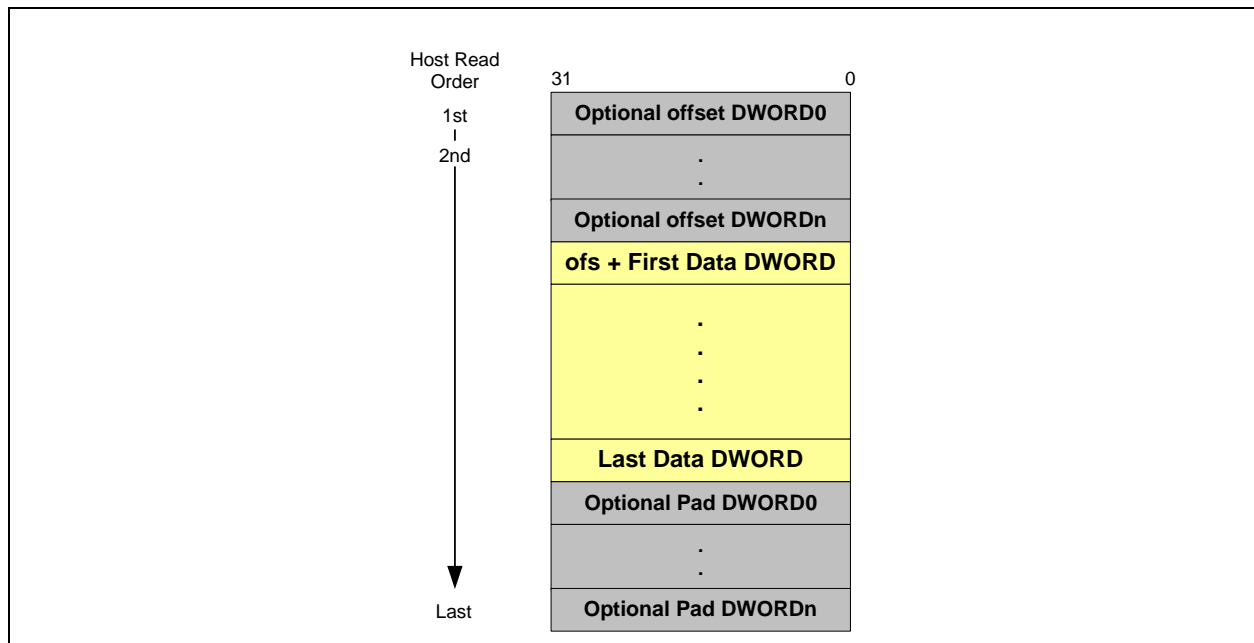 Host Read
Order
31
0
1st
2nd
Optional offset DWORD0
.
.
Optional offset DWORDn
ofs + First Data DWORD
.
.
.
.
Last Data DWORD
Optional Pad DWORD0
.
.
Last
Optional Pad DWORDn